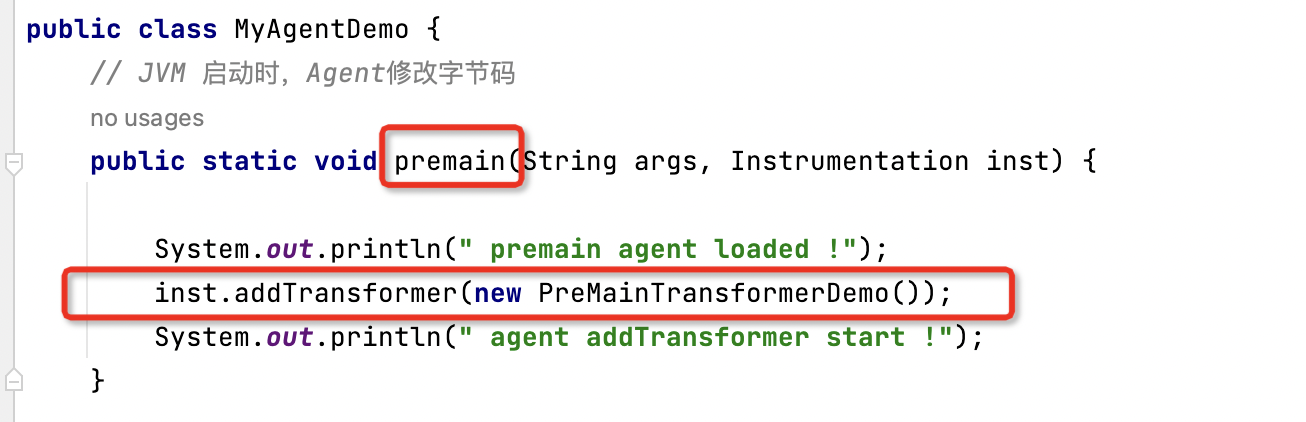 public class MyAgentDemo {
// JVM 启动时，Agent修改字节码
no usages
public static void premain(String args, Instrumentation inst) {
System.out.println(" premain agent loaded !");
inst.addTransformer(new PreMainTransformerDemo());
System.out.println(" agent addTransformer start !");
}